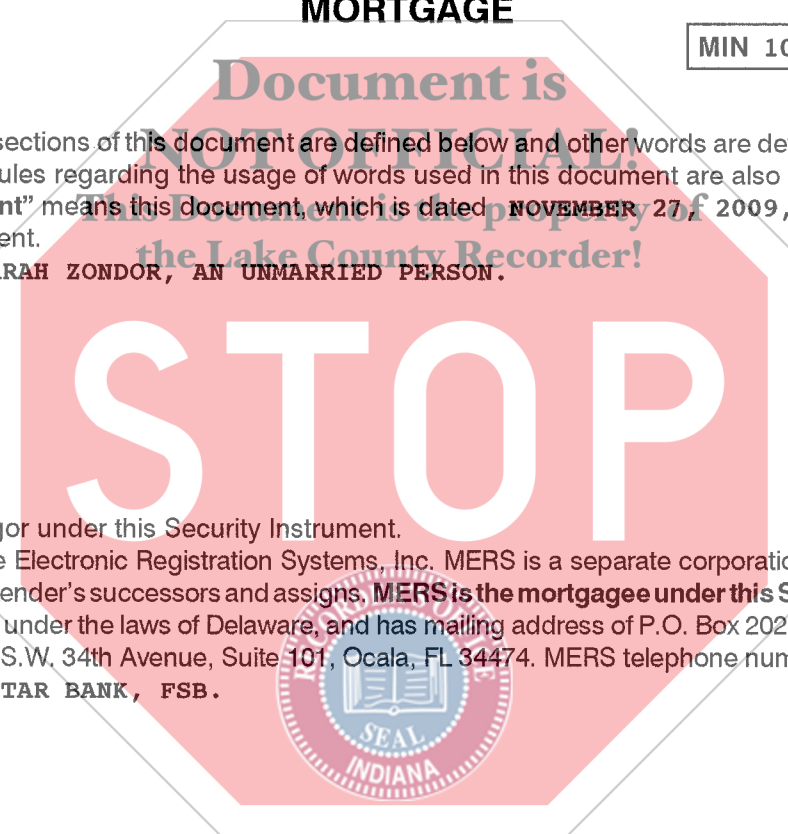 MORTGAGE
MIN 10
Document is
sections of this document are defined below and other words are de
NOT OFFICIAL!
ules regarding the usage of words used in this document are also
This Document is the property of
nt” means this document, which is dated NOVEMBER 27, 2009,
ent.
the Lake County Recorder!
RAH ZONDOR, AN UNMARRIED PERSON.
STOP
gor under this Security Instrument.
e Electronic Registration Systems, Inc. MERS is a separate corporatio
ender’s successors and assigns. MERS is the mortgagee under this S
under the laws of Delaware, and has mailing address of P.O. Box 202
S.W. 34th Avenue, Suite 101, Ocala, FL 34474. MERS telephone num
TAR BANK, FSB.
SEAL
INDIANA